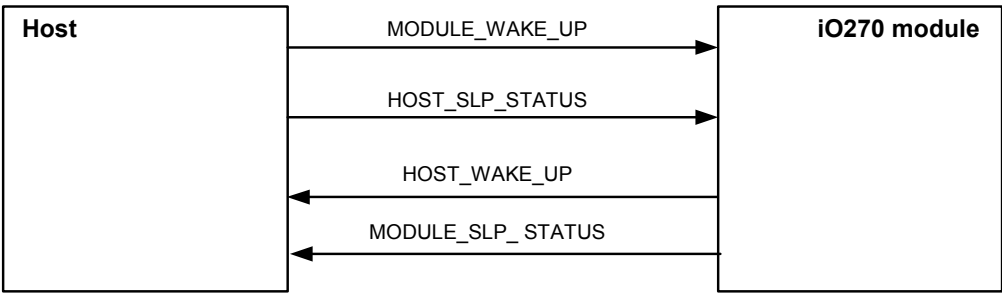 Host
iO270 module
MODULE_WAKE_UP
HOST_SLP_STATUS
HOST_WAKE_UP
MODULE_SLP_ STATUS